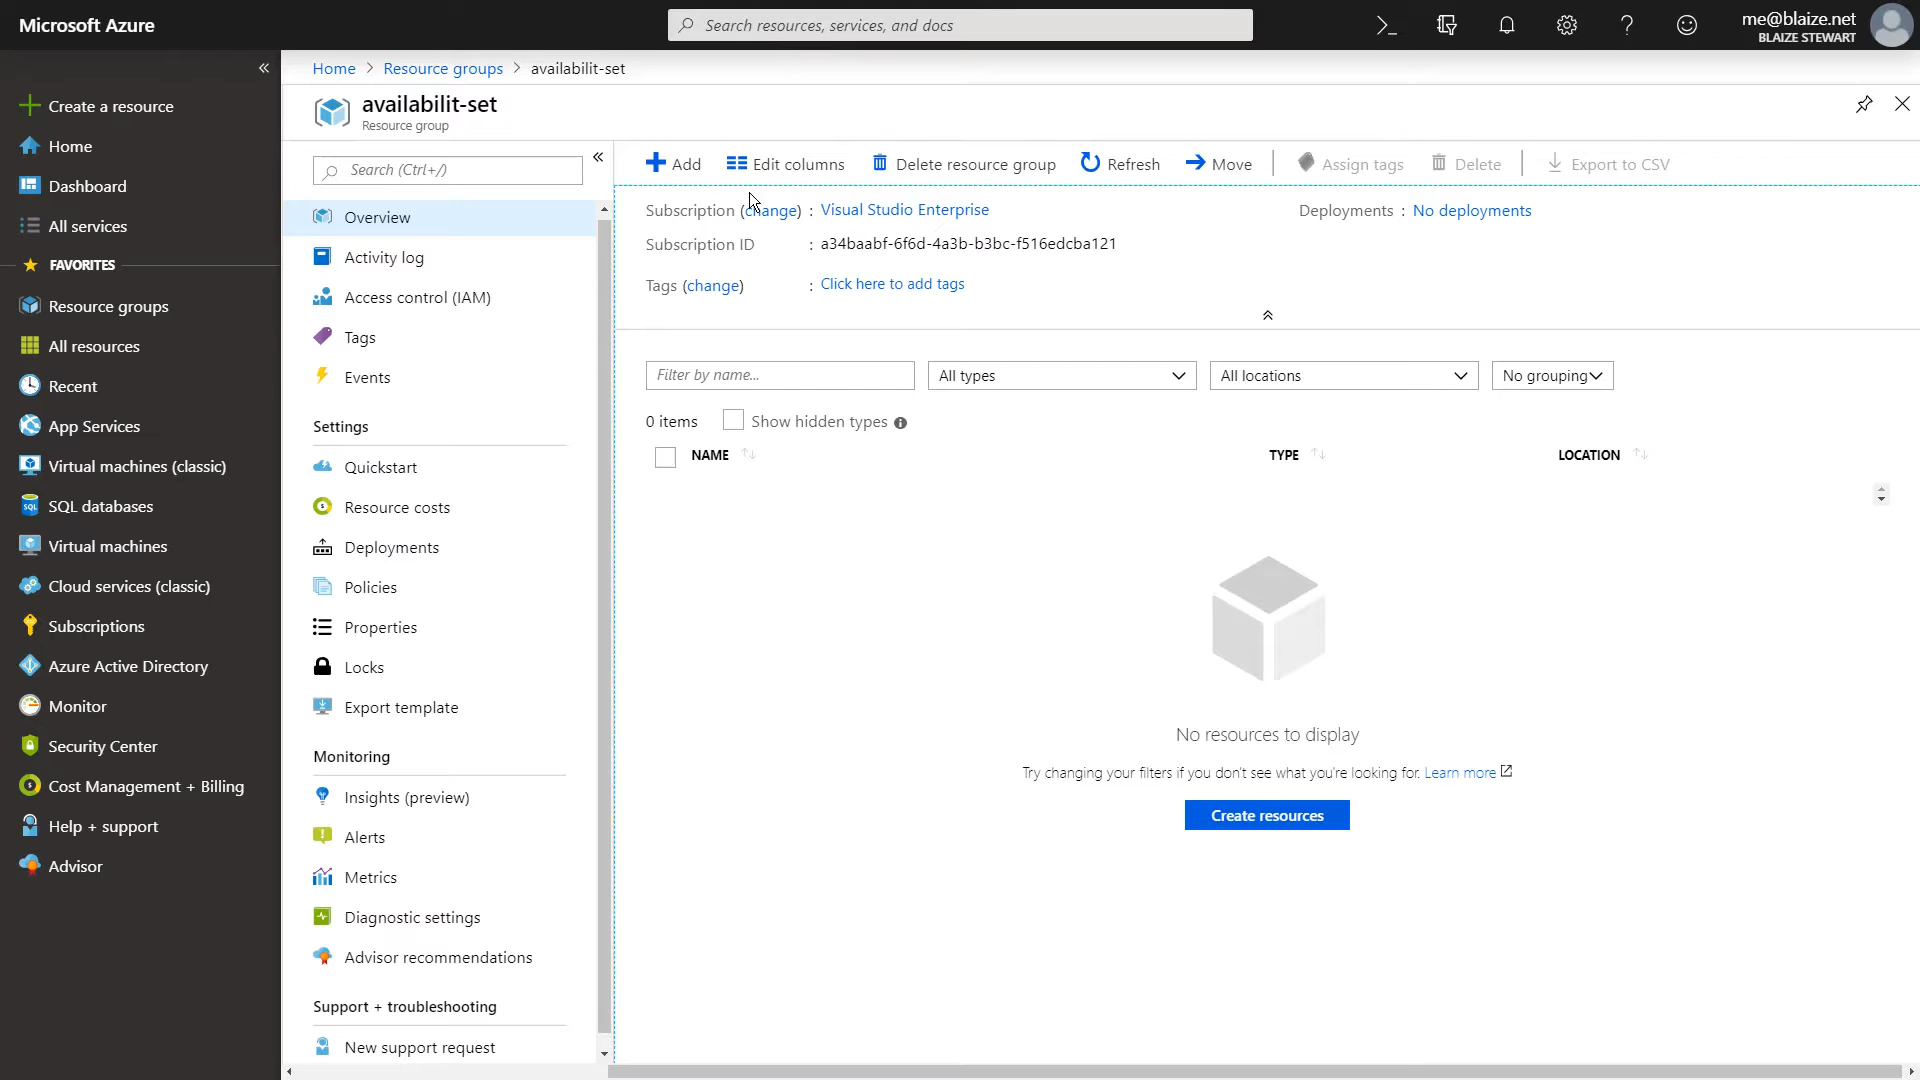 Microsoft Azure
Search resources, services, and docs
me@blaize.net
BLAIZE STEWART
Create a resource
Home
Dashboard
All services
FAVORITES
Resource groups
All resources
Recent
App Services
Virtual machines (classic)
SQL databases
Virtual machines
Cloud services (classic)
Subscriptions
Azure Active Directory
Monitor
Security Center
Cost Management + Billing
Help + support
Advisor
Home > Resource groups > availabilit-set
availabilit-set
Resource group
Search (Ctrl+/)
Overview
Activity log
Access control (IAM)
Tags
Events
Settings
Quickstart
Resource costs
Deployments
Policies
Properties
Locks
Export template
Monitoring
Insights (preview)
Alerts
Metrics
Diagnostic settings
Advisor recommendations
Support + troubleshooting
New support request
Add Edit columns Delete resource group Refresh Move Assign tags Delete Export to CSV
Subscription (change) : Visual Studio Enterprise Deployments : No deployments
Subscription ID : a34baabf-6f6d-4a3b-b3bc-f516edcba121
Tags (change) : Click here to add tags
Filter by name... All types All locations No grouping
0 items Show hidden types
NAME TYPE LOCATION
No resources to display
Try changing your filters if you don't see what you're looking for. Learn more
Create resources